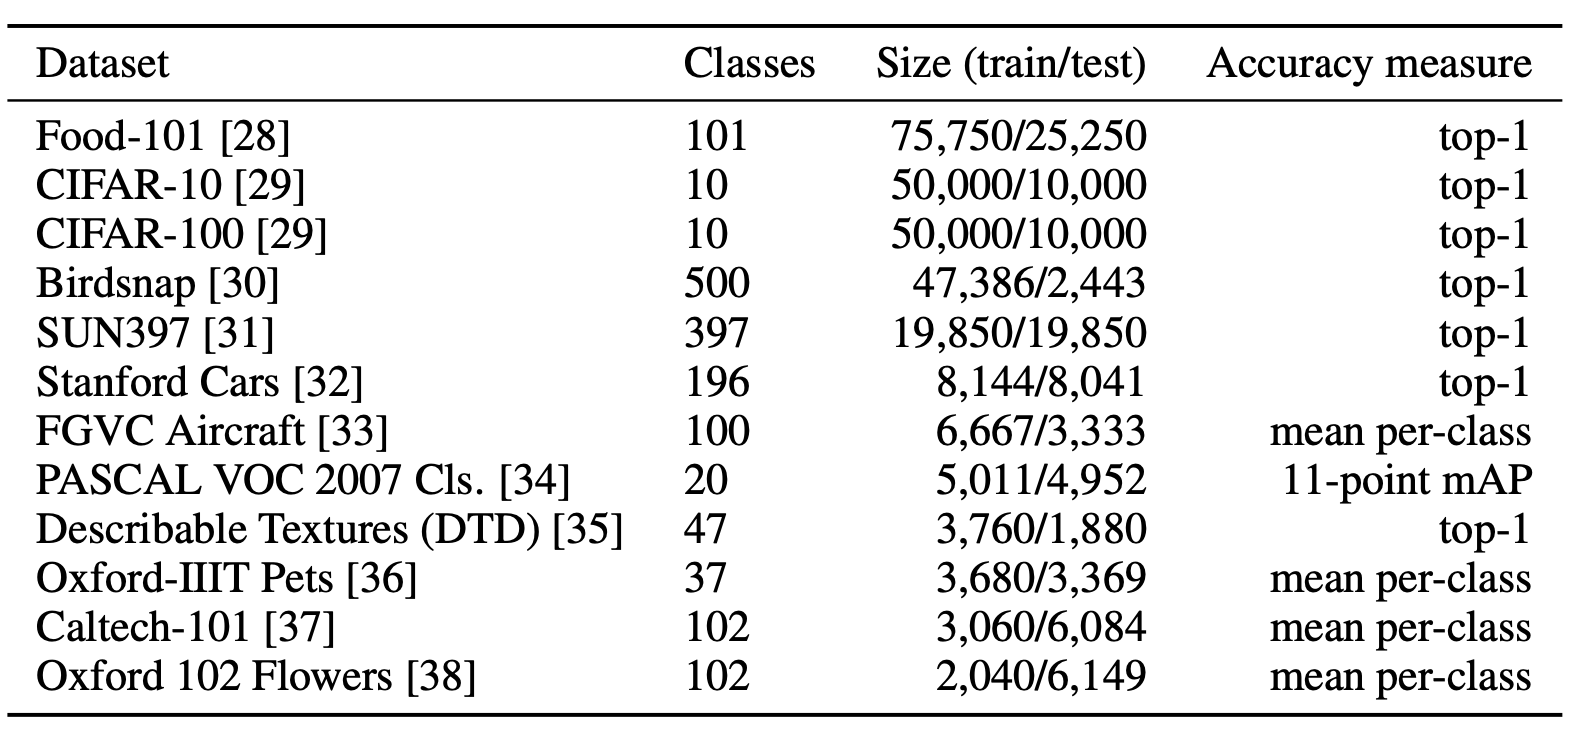 Dataset Classes Size (train/test) Accuracy measure
Food-101 [28] 101 75,750/25,250 top-1
CIFAR-10 [29] 10 50,000/10,000 top-1
CIFAR-100 [29] 10 50,000/10,000 top-1
Birdsnap [30] 500 47,386/2,443 top-1
SUN397 [31] 397 19,850/19,850 top-1
Stanford Cars [32] 196 8,144/8,041 top-1
FGVC Aircraft [33] 100 6,667/3,333 mean per-class
PASCAL VOC 2007 Cls. [34] 20 5,011/4,952 11-point mAP
Describable Textures (DTD) [35] 47 3,760/1,880 top-1
Oxford-IIIT Pets [36] 37 3,680/3,369 mean per-class
Caltech-101 [37] 102 3,060/6,084 mean per-class
Oxford 102 Flowers [38] 102 2,040/6,149 mean per-class